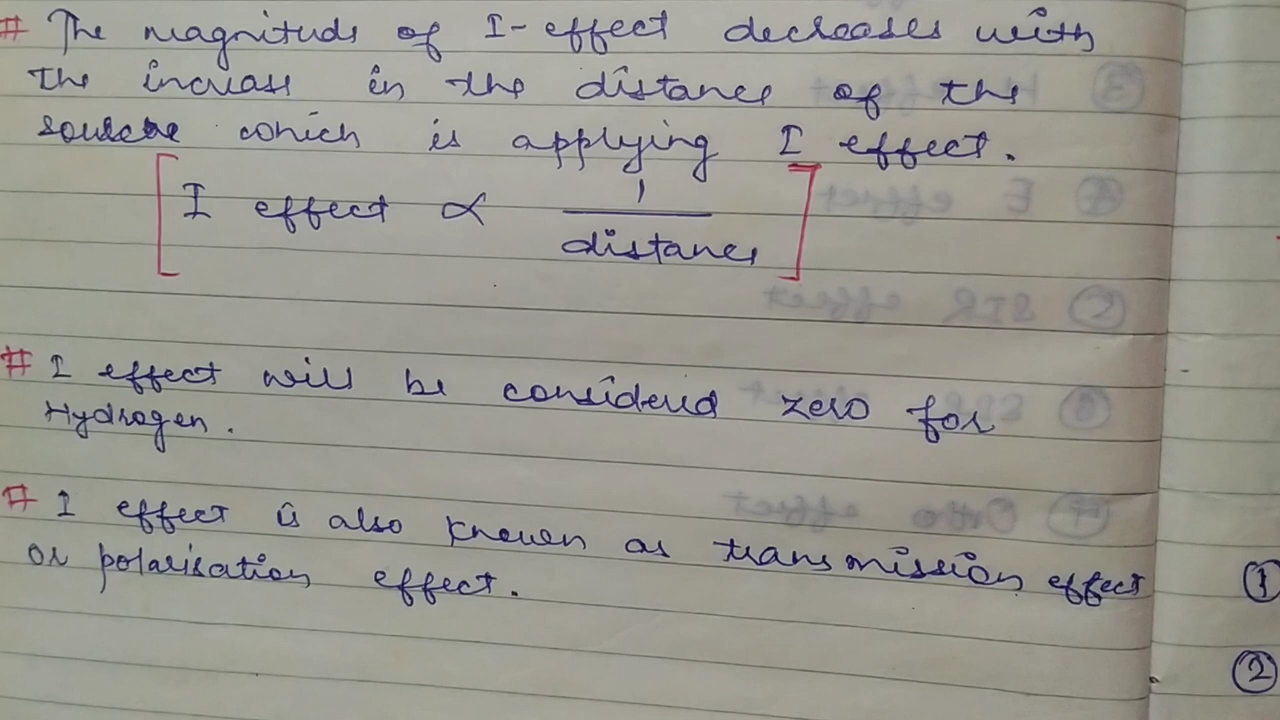 # The magnitude of I-effect decreases with
the increase in the distance of the
source which is applying I effect.
[ I effect ∝ 1 / distance ]
# I effect will be considered zero for
Hydrogen.
# I effect is also known as transmission effect
or polarisation effect.
①
②